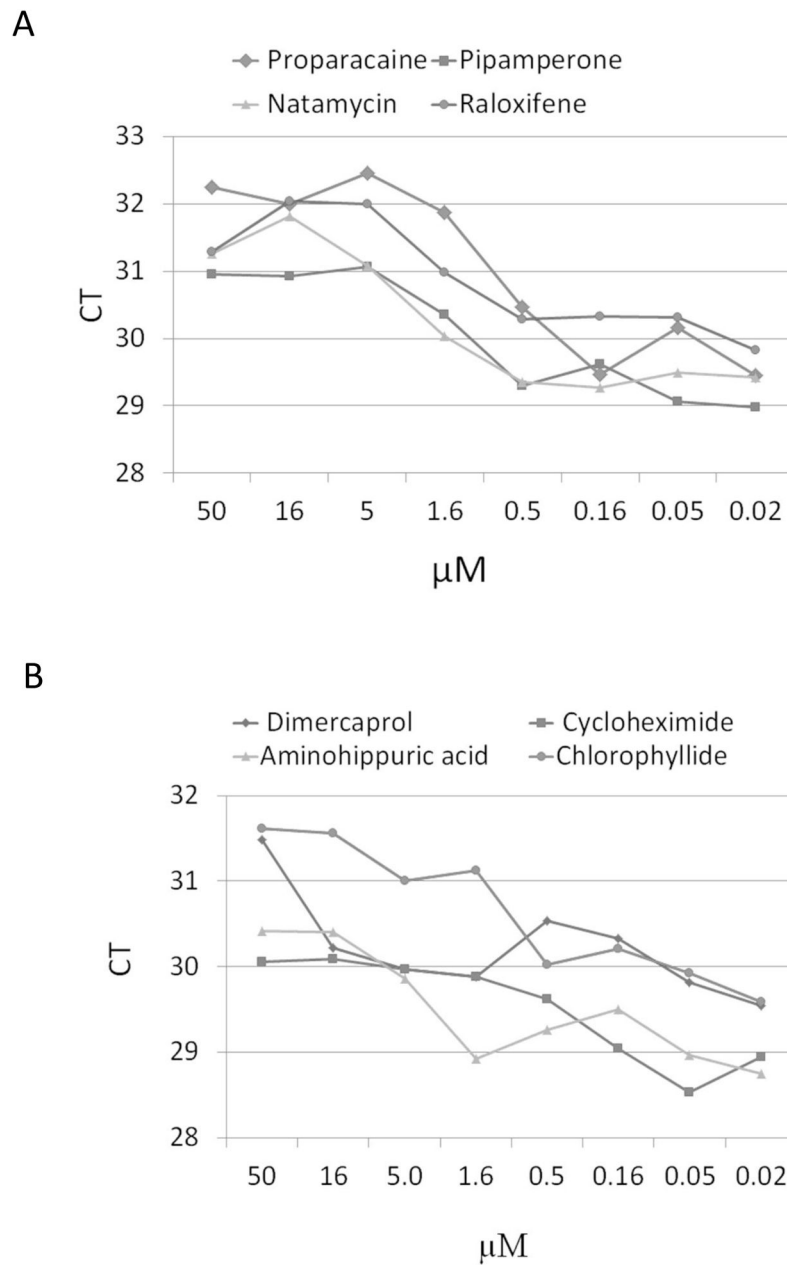 A
Proparacaine Pipamperone
Natamycin Raloxifene
33
32
31
30
29
28
CT
50 16 5 1.6 0.5 0.16 0.05 0.02
μM
B
Dimercaprol Cycloheximide
Aminohippuric acid Chlorophyllide
32
31
30
29
28
CT
50 16 5.0 1.6 0.5 0.16 0.05 0.02
μM